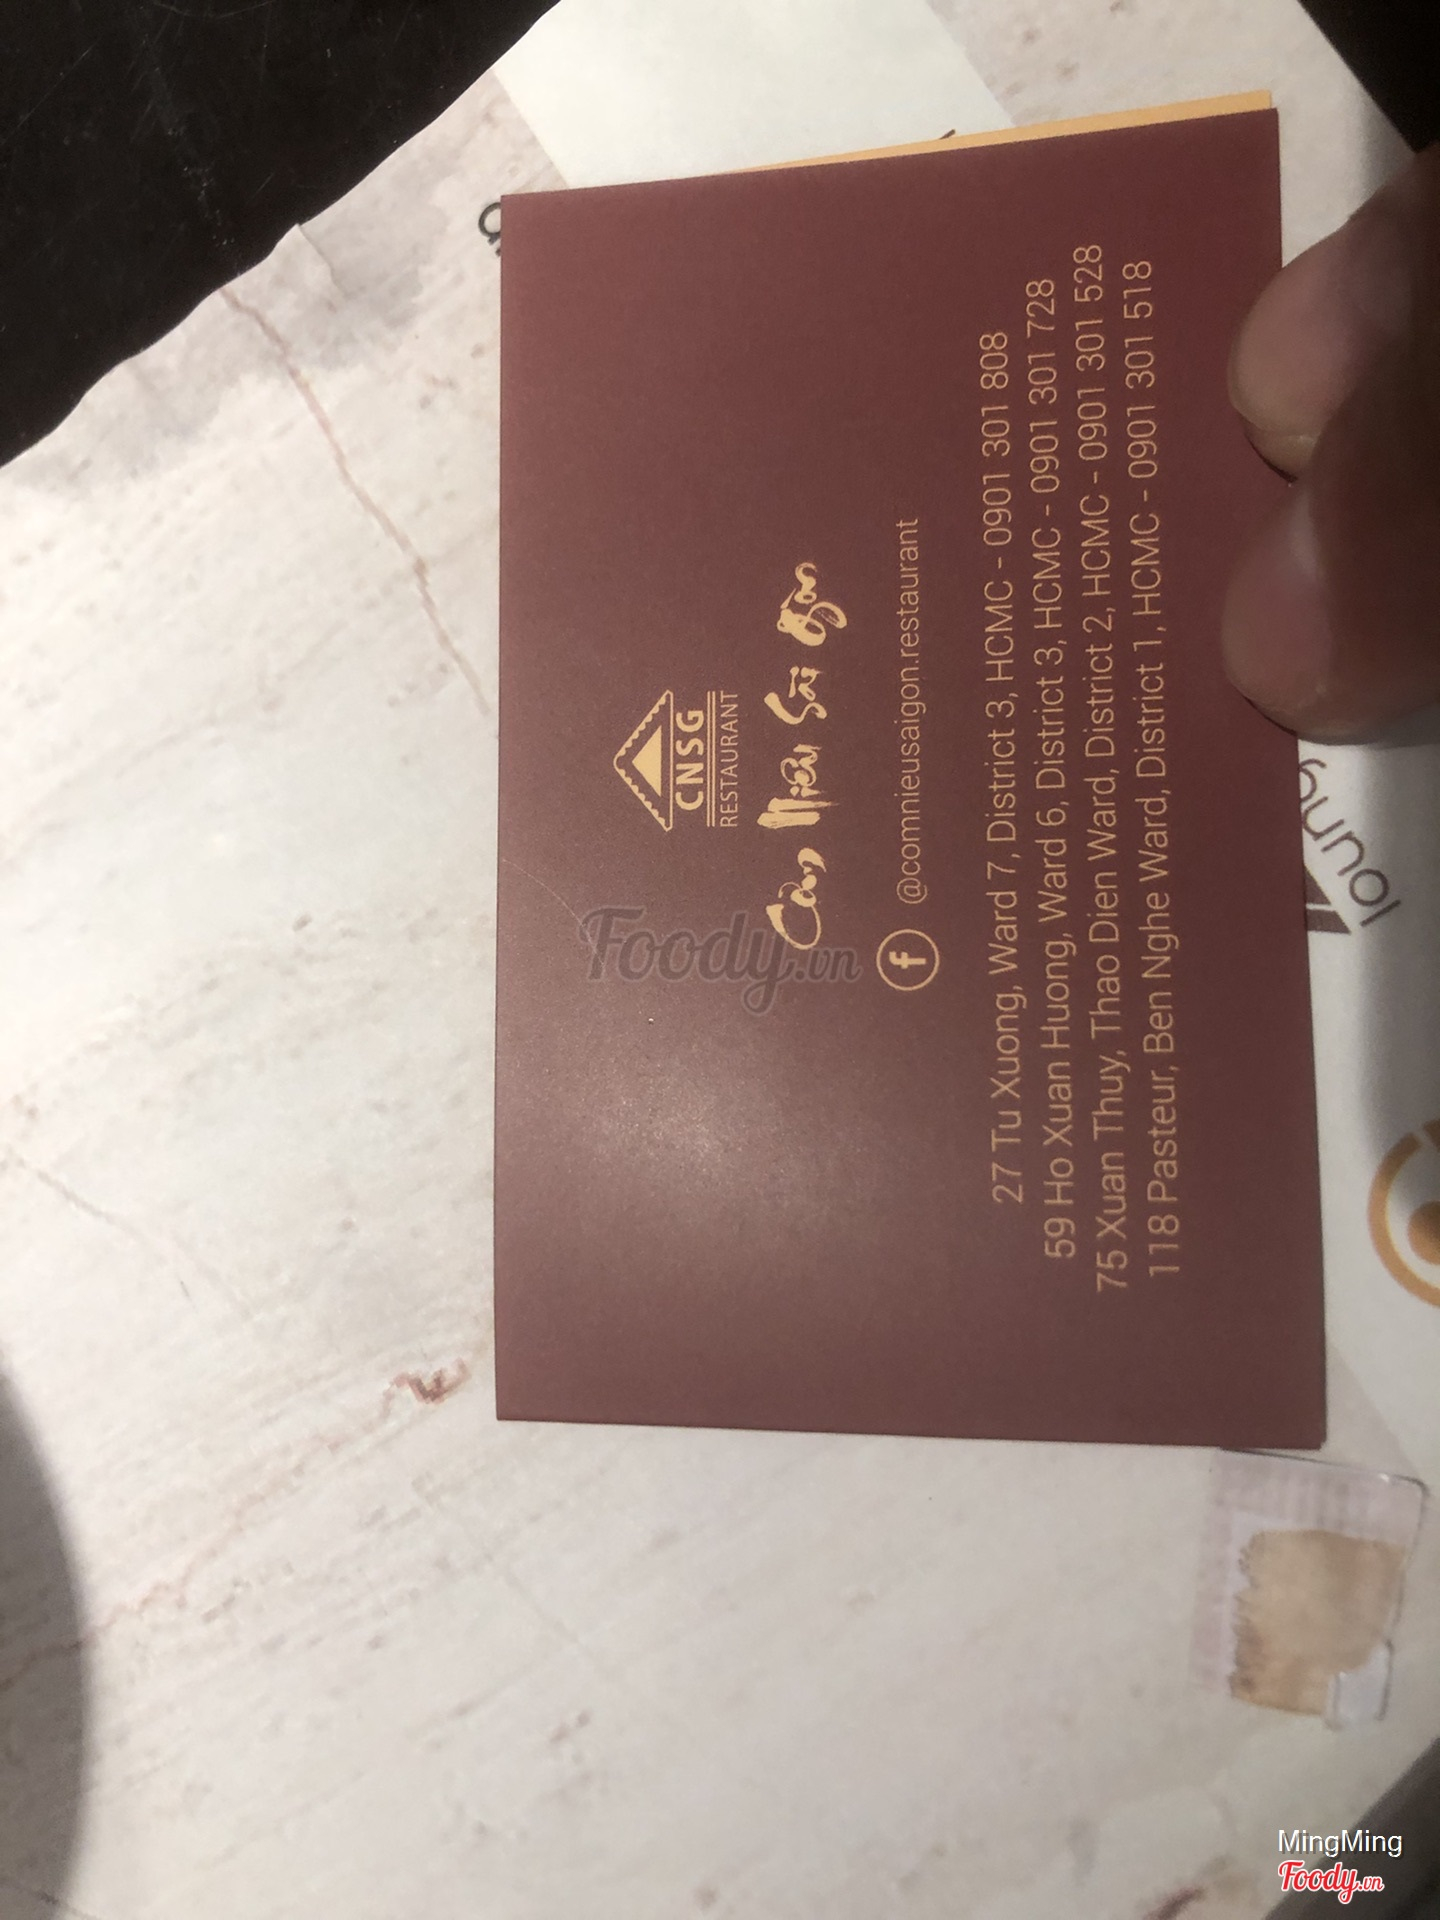 CNSG
RESTAURANT
Cơm Niêu Sài Gòn
f @comnieusaigon.restaurant
27 Tu Xuong, Ward 7, District 3, HCMC - 0901 301 808
59 Ho Xuan Huong, Ward 6, District 3, HCMC - 0901 301 728
75 Xuan Thuy, Thao Dien Ward, District 2, HCMC - 0901 301 528
118 Pasteur, Ben Nghe Ward, District 1, HCMC - 0901 301 518
Foody.vn
MingMing
Foody.vn